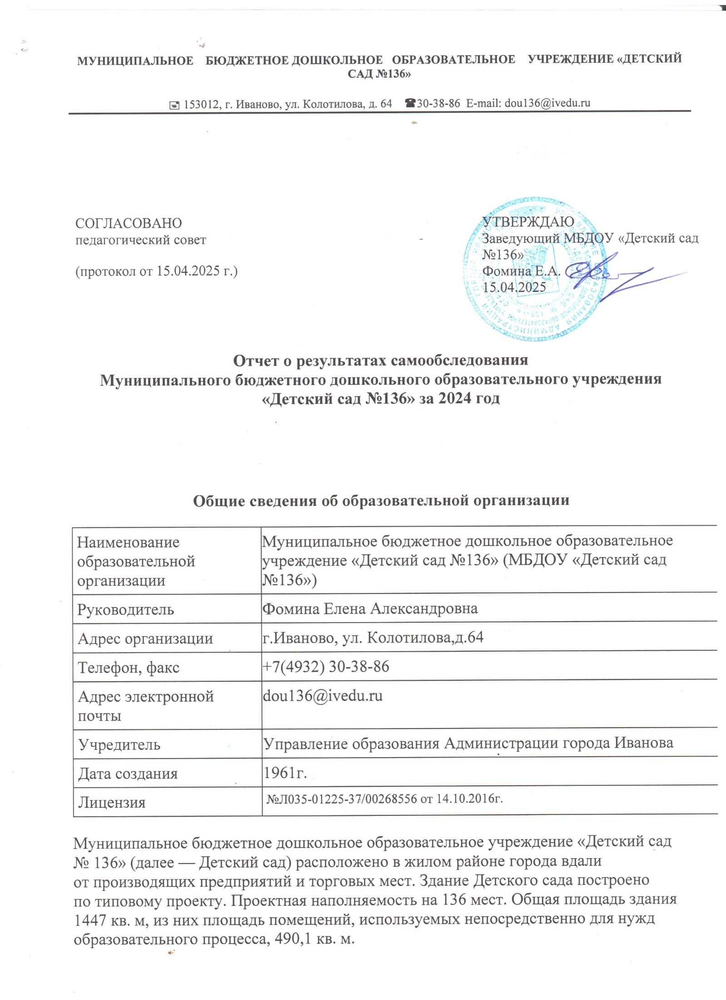 МУНИЦИПАЛЬНОЕ БЮДЖЕТНОЕ ДОШКОЛЬНОЕ ОБРАЗОВАТЕЛЬНОЕ УЧРЕЖДЕНИЕ «ДЕТСКИЙ
САД №136»
153012, г. Иваново, ул. Колотилова, д. 64 ☎30-38-86 E-mail: dou136@ivedu.ru
СОГЛАСОВАНО
педагогический совет
(протокол от 15.04.2025 г.)
УТВЕРЖДАЮ
Заведующий МБДОУ «Детский сад
№136»
Фомина Е.А.
15.04.2025
Отчет о результатах самообследования
Муниципального бюджетного дошкольного образовательного учреждения
«Детский сад №136» за 2024 год
Общие сведения об образовательной организации
Наименование
образовательной
организации
Муниципальное бюджетное дошкольное образовательное
учреждение «Детский сад №136» (МБДОУ «Детский сад
№136»)
Руководитель
Фомина Елена Александровна
Адрес организации
г.Иваново, ул. Колотилова,д.64
Телефон, факс
+7(4932) 30-38-86
Адрес электронной
почты
dou136@ivedu.ru
Учредитель
Управление образования Администрации города Иванова
Дата создания
1961г.
Лицензия
№Л035-01225-37/00268556 от 14.10.2016г.
Муниципальное бюджетное дошкольное образовательное учреждение «Детский сад
№ 136» (далее — Детский сад) расположено в жилом районе города вдали
от производящих предприятий и торговых мест. Здание Детского сада построено
по типовому проекту. Проектная наполняемость на 136 мест. Общая площадь здания
1447 кв. м, из них площадь помещений, используемых непосредственно для нужд
образовательного процесса, 490,1 кв. м.